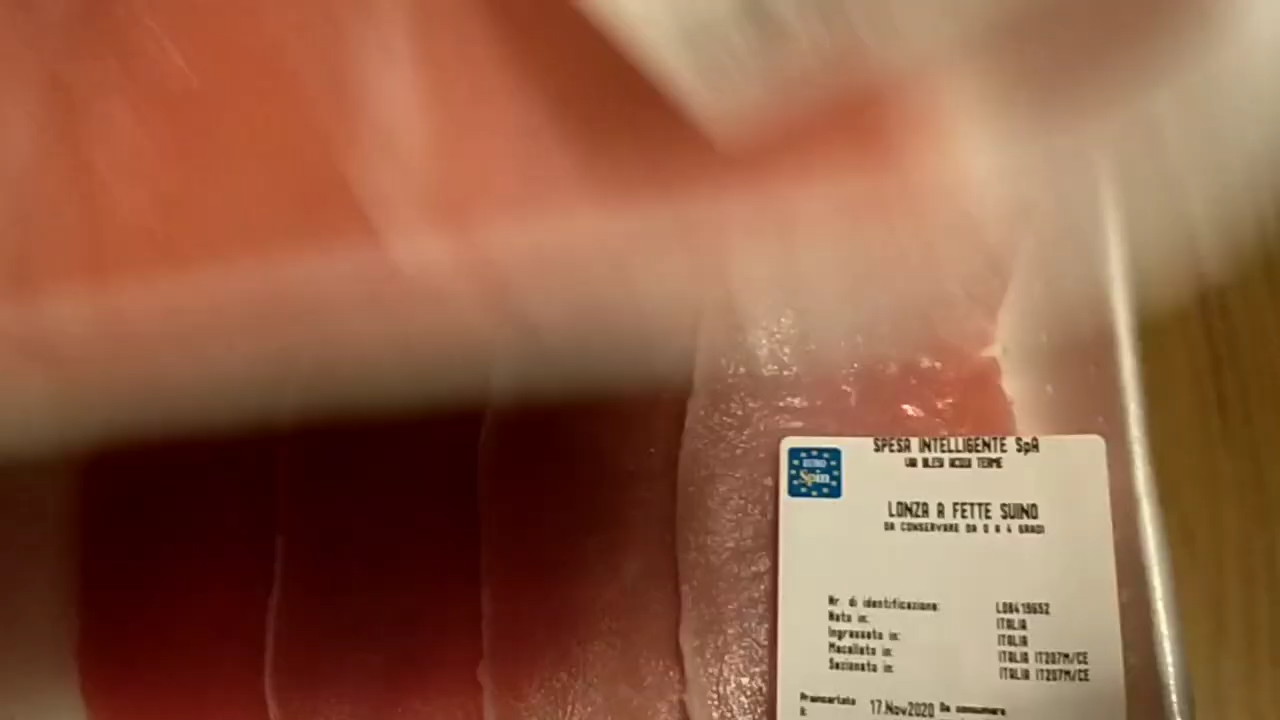 SPESA INTELLIGENTE SpA
EURO
Spin
LONZA A FETTE SUINO
DA CONSERVARE DA 0 A 4 GRADI
Nr. di identificazione: L08419652
Nato in: ITALIA
Ingrassato in: ITALIA
Macellato in: ITALIA IT207M/CE
Sezionato in: ITALIA IT207M/CE
17.Nov2020 Da consumare